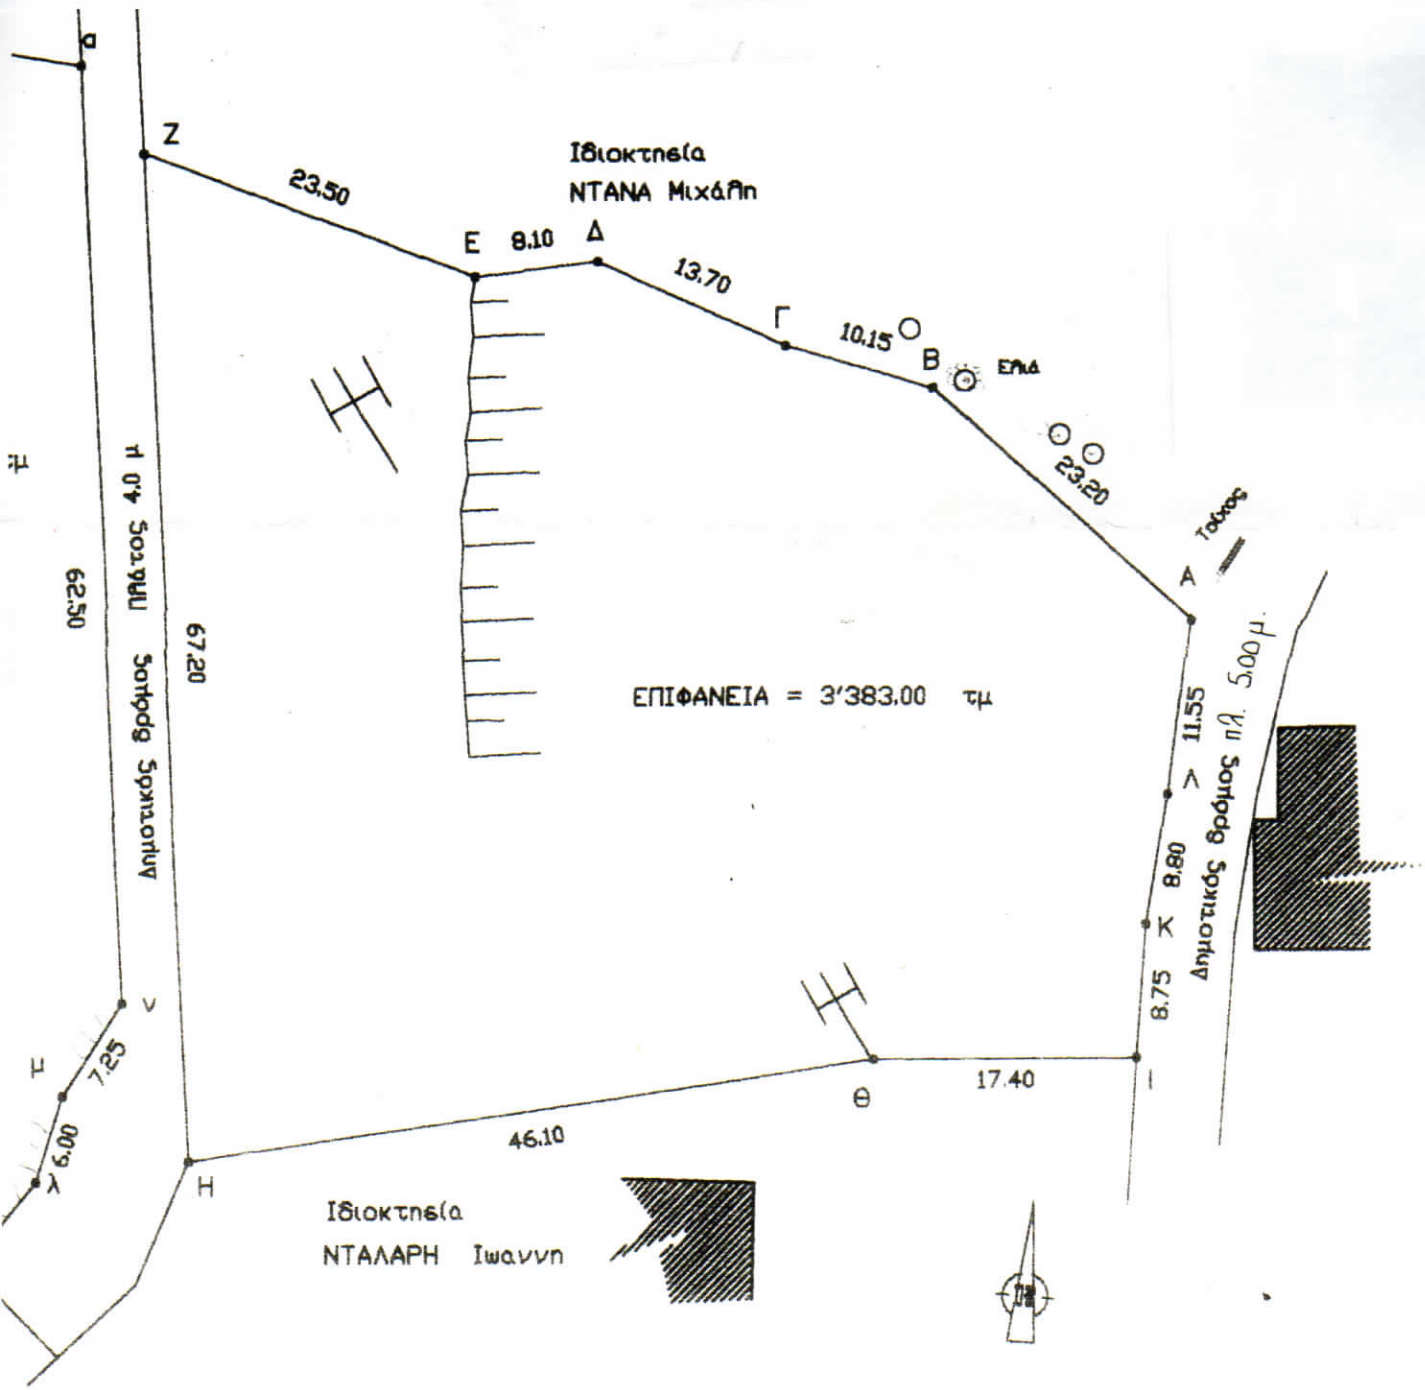 α
Ζ
23.50
Ιδιοκτησία
ΝΤΑΝΑ Μιχάλη
Ε
8.10
Δ
13.70
Γ
10.15
Β
Ελιά
23.20
Τοίχος
Α
μ.
62.50
Δημοτικός δρόμος Πλάτος 4.0 μ
67.20
ΕΠΙΦΑΝΕΙΑ = 3'383.00 τμ
11.55
Λ
8.80
Κ
8.75
Δημοτικός δρόμος πλ. 5.00 μ.
ν
7.25
μ
6.00
λ
Η
46.10
Θ
17.40
Ι
Ιδιοκτησία
ΝΤΑΛΑΡΗ Ιωαννη